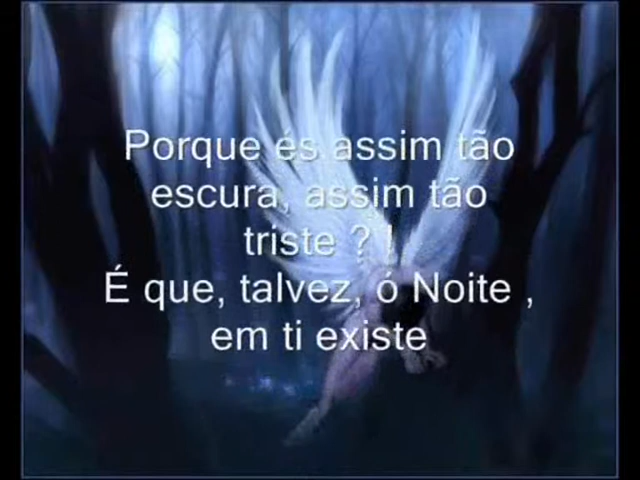 Porque és assim tão
escura, assim tão
triste ? !
É que, talvez, ó Noite ,
em ti existe